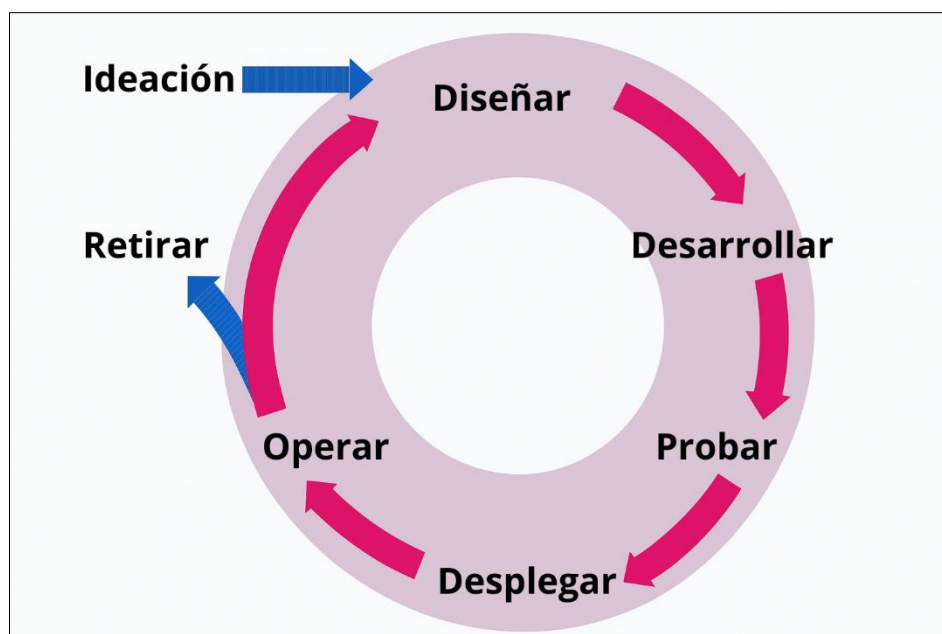 Ideación
Diseñar
Retirar
Desarrollar
Operar
Probar
Desplegar